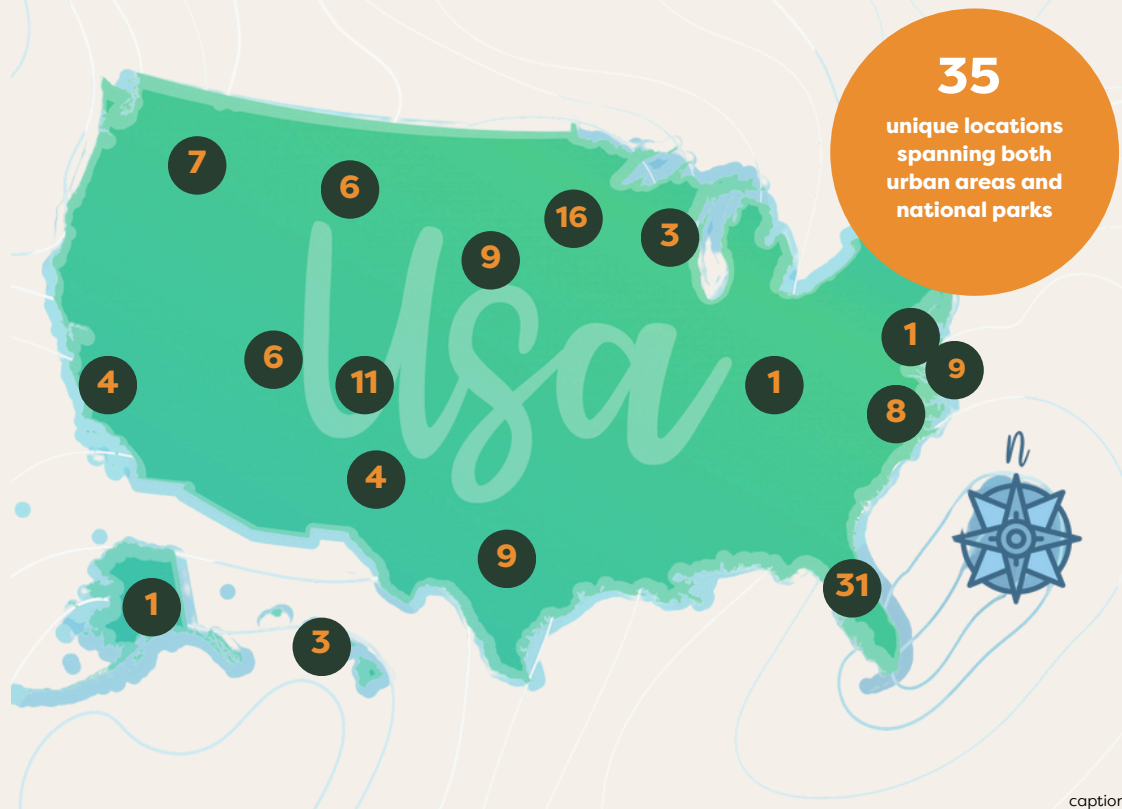 35
unique locations
spanning both
urban areas and
national parks
7
6
16
3
9
1
6
9
4
11
1
8
n
4
9
31
1
3
Usa
caption